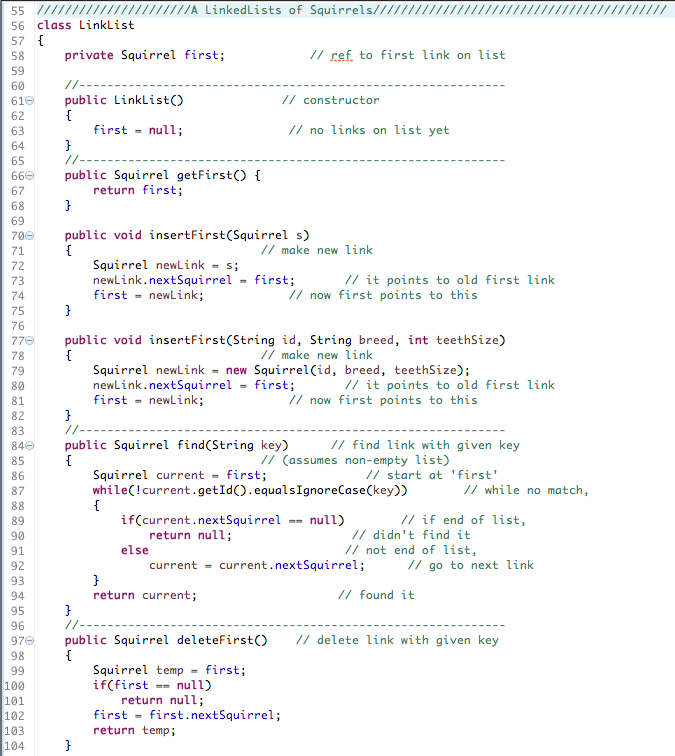 55 //////////////////////A LinkedLists of Squirrels//////////////////////////////////////////
56 class LinkList
57 {
58     private Squirrel first;            // ref to first link on list
59
60     //-------------------------------------------------------------
61     public LinkList()              // constructor
62     {
63         first = null;               // no links on list yet
64     }
65     //-------------------------------------------------------------
66     public Squirrel getFirst() {
67         return first;
68     }
69
70     public void insertFirst(Squirrel s)
71     {                           // make new link
72         Squirrel newLink = s;
73         newLink.nextSquirrel = first;       // it points to old first link
74         first = newLink;            // now first points to this
75     }
76
77     public void insertFirst(String id, String breed, int teethSize)
78     {                           // make new link
79         Squirrel newLink = new Squirrel(id, breed, teethSize);
80         newLink.nextSquirrel = first;       // it points to old first link
81         first = newLink;            // now first points to this
82     }
83     //-------------------------------------------------------------
84     public Squirrel find(String key)      // find link with given key
85     {                           // (assumes non-empty list)
86         Squirrel current = first;              // start at 'first'
87         while(!current.getId().equalsIgnoreCase(key))        // while no match,
88         {
89             if(current.nextSquirrel == null)        // if end of list,
90                 return null;                 // didn't find it
91             else                            // not end of list,
92                 current = current.nextSquirrel;      // go to next link
93         }
94         return current;                    // found it
95     }
96     //-------------------------------------------------------------
97     public Squirrel deleteFirst()    // delete link with given key
98     {
99         Squirrel temp = first;
100         if(first == null)
101             return null;
102         first = first.nextSquirrel;
103         return temp;
104     }